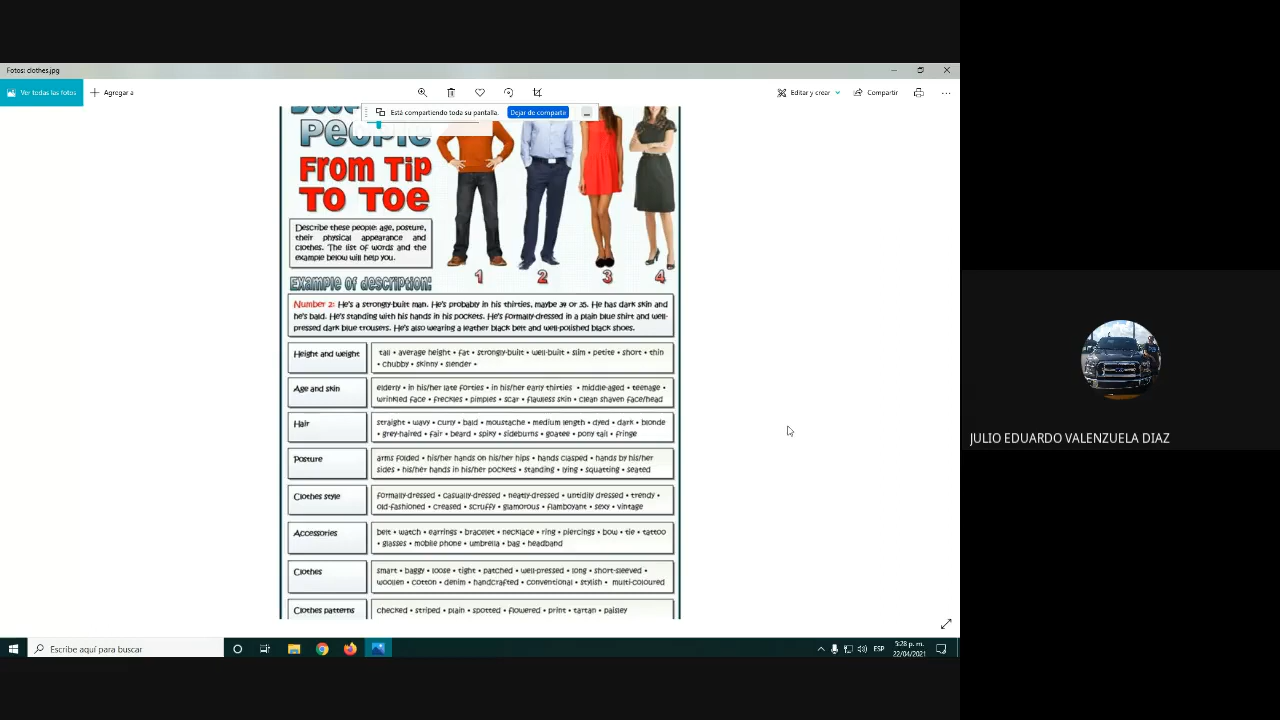 Fotos: clothes.jpg
Ver todas las fotos
Agregar a
Editar y crear
Compartir
Está compartiendo toda su pantalla.
Dejar de compartir
People
From Tip
To Toe
Describe these people: age, posture,
their physical appearance and
clothes. The list of words and the
example below will help you.
1 2 3 4
Example of description:
Number 2: He's a strongly-built man. He's probably in his thirties, maybe 34 or 35. He has dark skin and
he's bald. He's standing with his hands in his pockets. He's formally-dressed in a plain blue shirt and well-
pressed dark blue trousers. He's also wearing a leather black belt and well-polished black shoes.
Height and weight
tall • average height • fat • strongly-built • well-built • slim • petite • short • thin
• chubby • skinny • slender •
Age and skin
elderly • in his/her late forties • in his/her early thirties • middle-aged • teenage •
wrinkled face • freckles • pimples • scar • flawless skin • clean shaven face/head
Hair
straight • wavy • curly • bald • moustache • medium length • dyed • dark • blonde
• grey-haired • fair • beard • spiky • sideburns • goatee • pony tail • fringe
Posture
arms folded • his/her hands on his/her hips • hands clasped • hands by his/her
sides • his/her hands in his/her pockets • standing • lying • squatting • seated
Clothes style
formally-dressed • casually-dressed • neatly-dressed • untidily dressed • trendy •
old-fashioned • creased • scruffy • glamorous • flamboyant • sexy • vintage
Accessories
belt • watch • earrings • bracelet • necklace • ring • piercings • bow • tie • tattoo
• glasses • mobile phone • umbrella • bag • headband
Clothes
smart • baggy • loose • tight • patched • well-pressed • long • short-sleeved •
woollen • cotton • denim • handcrafted • conventional • stylish • multi-coloured
Clothes patterns
checked • striped • plain • spotted • flowered • print • tartan • paisley
JULIO EDUARDO VALENZUELA DIAZ
Escribe aquí para buscar
ESP
5:28 p. m.
22/04/2021